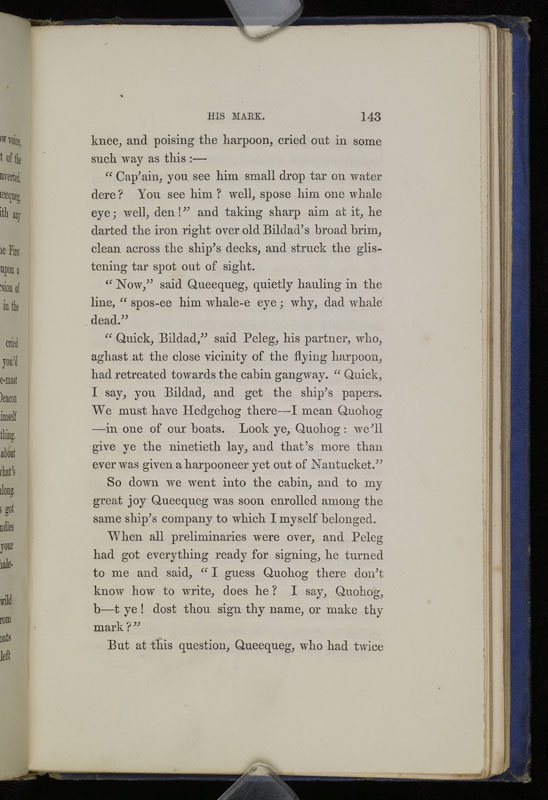 HIS MARK. 143
knee, and poising the harpoon, cried out in some
such way as this :—
“ Cap’ain, you see him small drop tar on water
dere ? You see him ? well, spose him one whale
eye ; well, den !” and taking sharp aim at it, he
darted the iron right over old Bildad’s broad brim,
clean across the ship’s decks, and struck the glis-
tening tar spot out of sight.
“ Now,” said Queequeg, quietly hauling in the
line, “ spos-ee him whale-e eye ; why, dad whale
dead.”
“ Quick, Bildad,” said Peleg, his partner, who,
aghast at the close vicinity of the flying harpoon,
had retreated towards the cabin gangway. “ Quick,
I say, you Bildad, and get the ship’s papers.
We must have Hedgehog there—I mean Quohog
—in one of our boats. Look ye, Quohog : we’ll
give ye the ninetieth lay, and that’s more than
ever was given a harpooneer yet out of Nantucket.”
So down we went into the cabin, and to my
great joy Queequeg was soon enrolled among the
same ship’s company to which I myself belonged.
When all preliminaries were over, and Peleg
had got everything ready for signing, he turned
to me and said, “ I guess Quohog there don’t
know how to write, does he ? I say, Quohog,
b—t ye ! dost thou sign thy name, or make thy
mark ?”
But at this question, Queequeg, who had twice